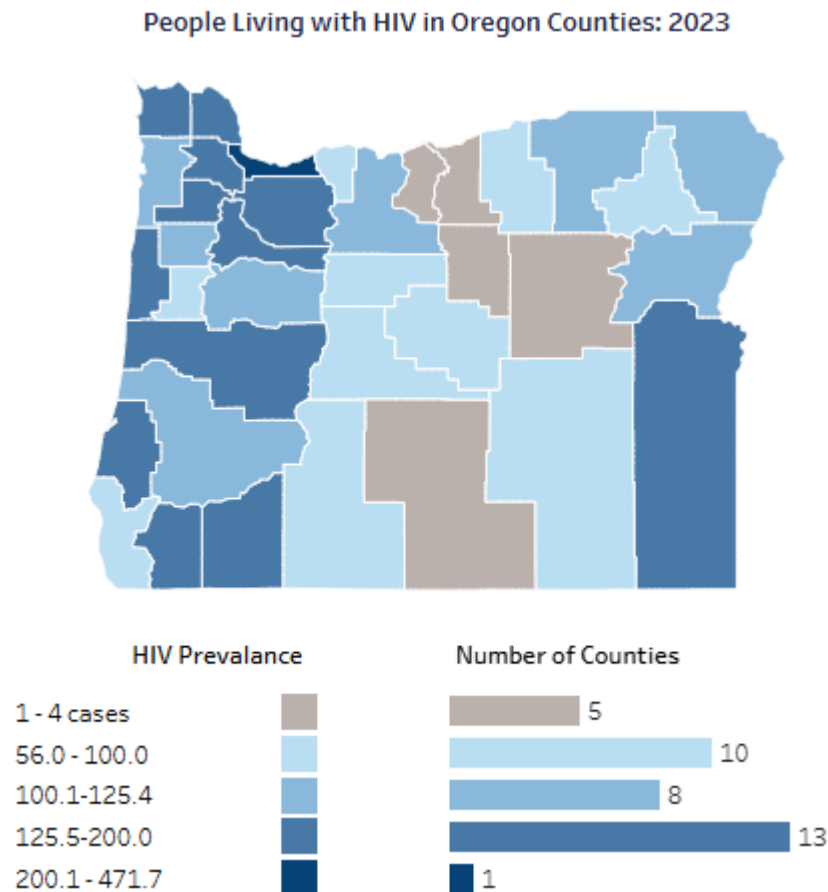 People Living with HIV in Oregon Counties: 2023
HIV Prevalance Number of Counties
1 - 4 cases 5
56.0 - 100.0 10
100.1-125.4 8
125.5-200.0 13
200.1 - 471.7 1